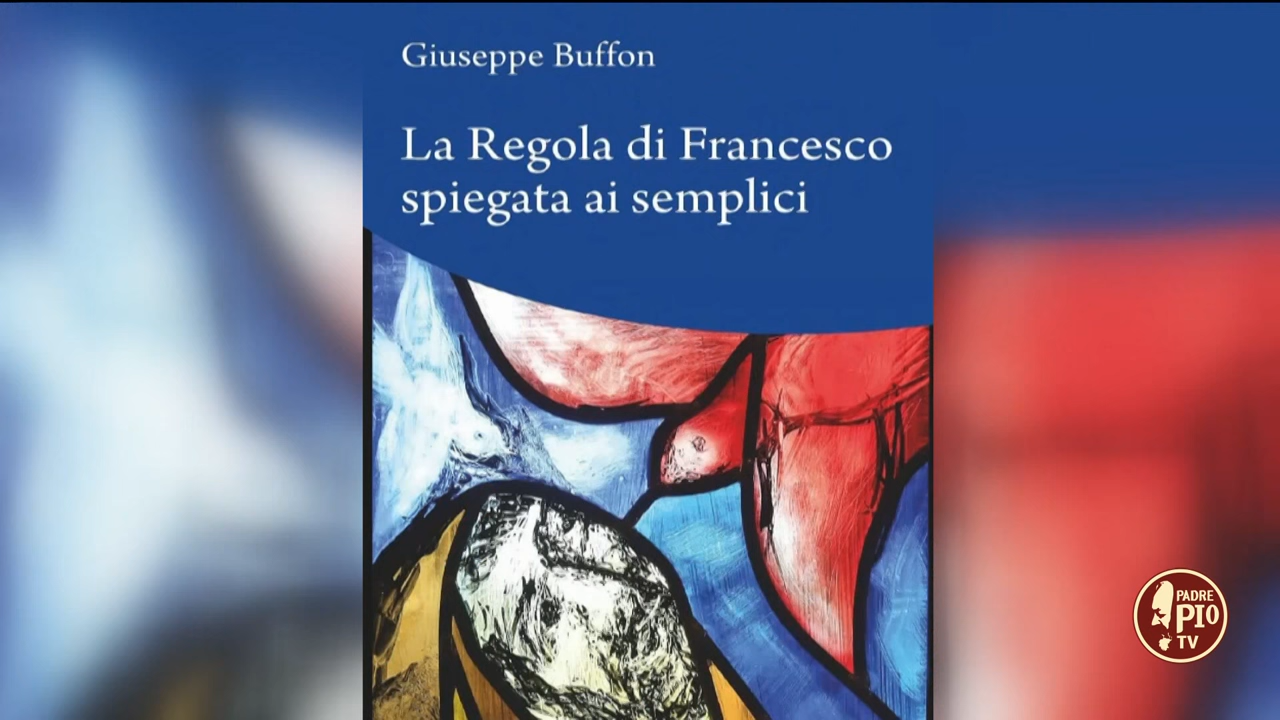 Giuseppe Buffon
La Regola di Francesco
spiegata ai semplici
PADRE
PIO
TV